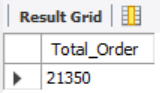 Result Grid
Total_Order
21350